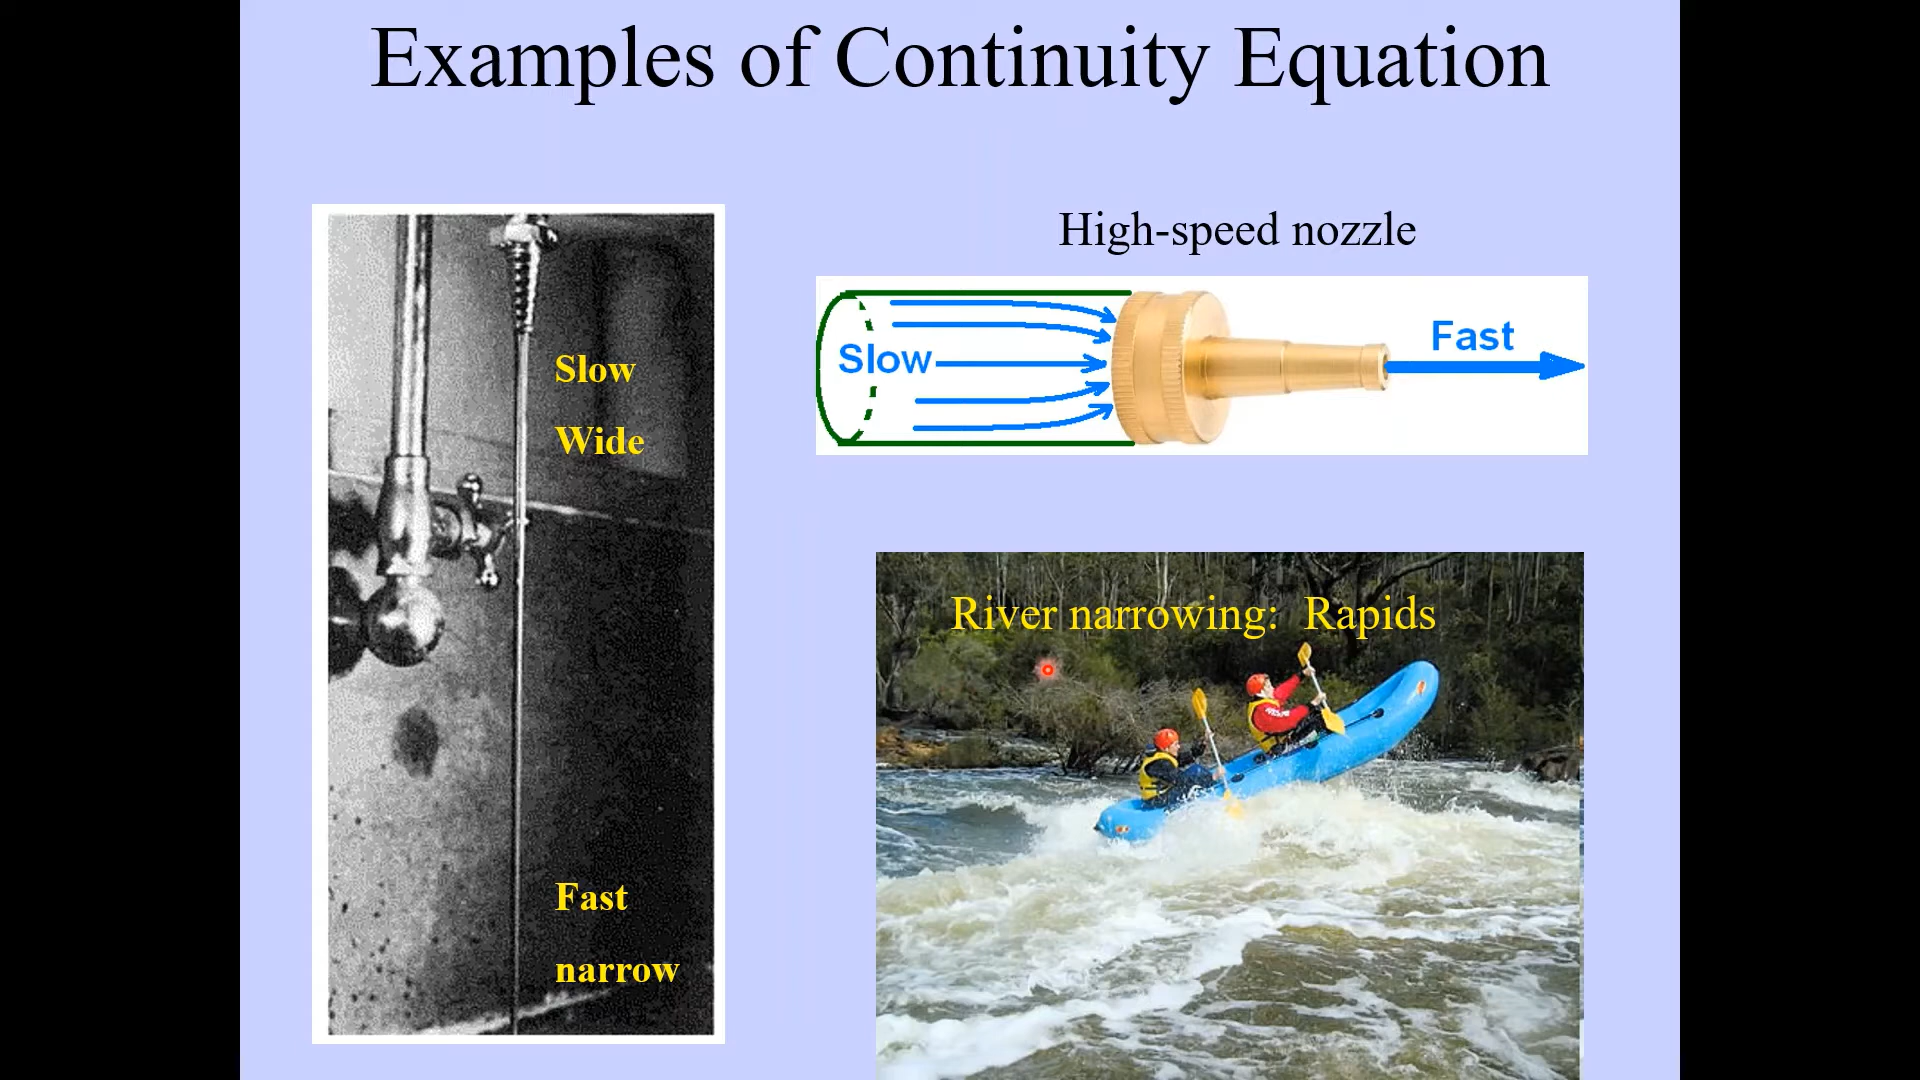 Examples of Continuity Equation
Slow
Wide
Fast
narrow
High-speed nozzle
Slow
Fast
River narrowing: Rapids